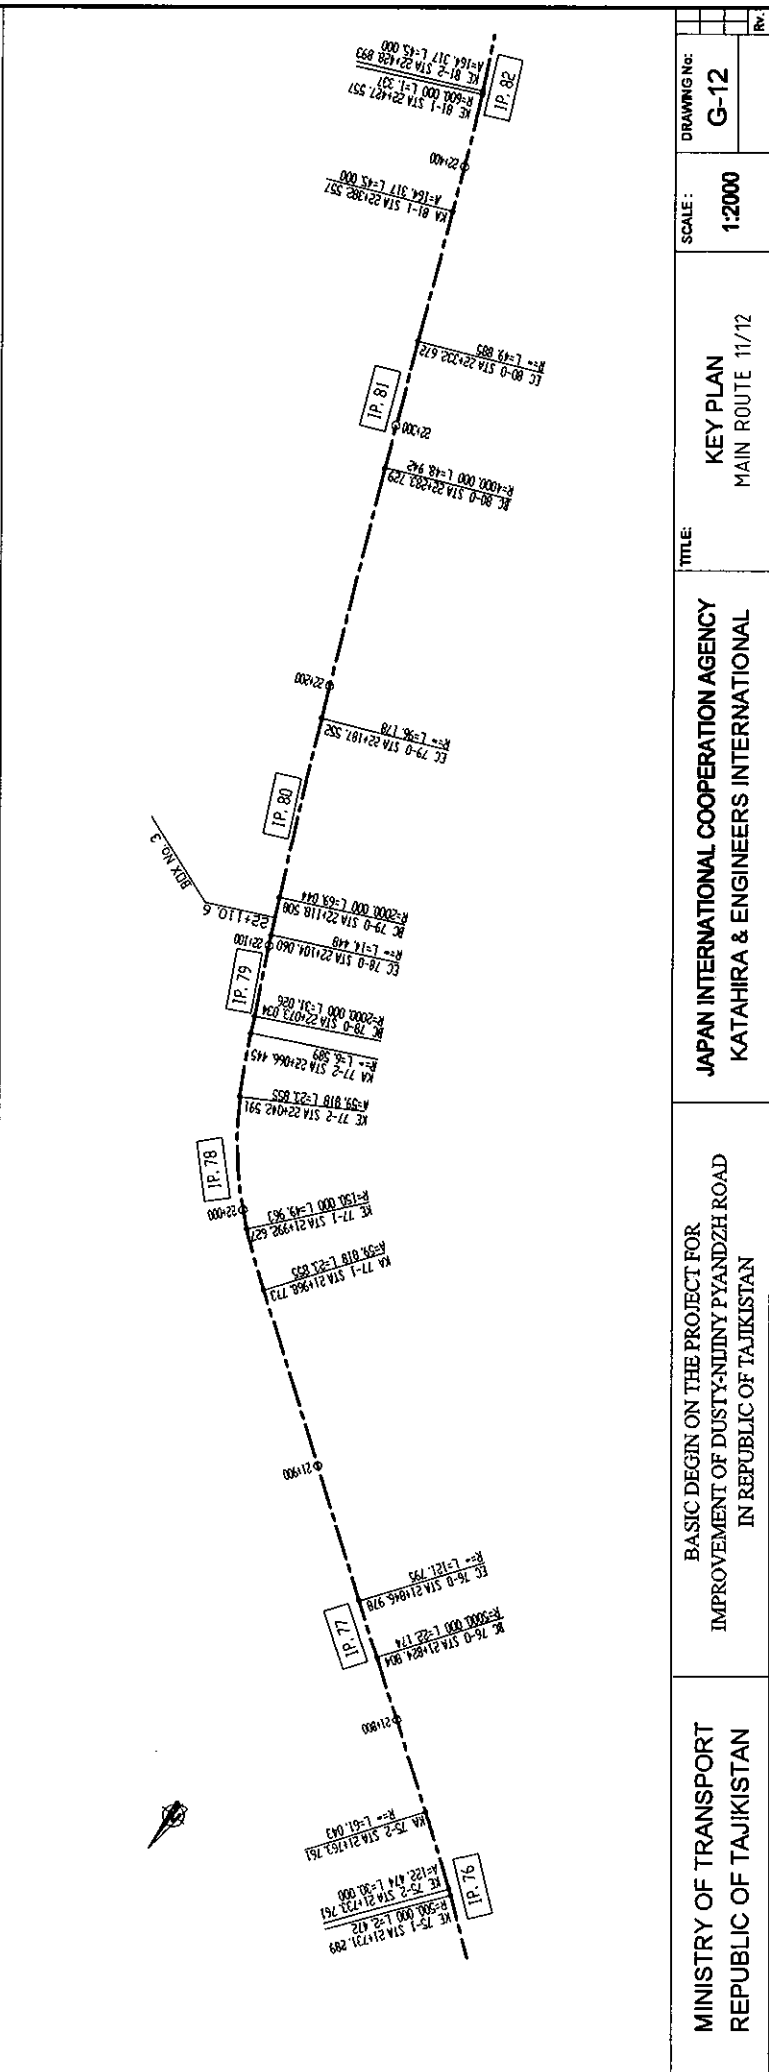 KE 75-1 STA 21+731. 289
R=500. 000 L=2. 472
KE 75-2 STA 21+733. 761
A=122. 474 L=30. 000
KA 75-2 STA 21+763. 761
R=∞ L=61. 043
IP. 76
21+800
BC 76-0 STA 21+824. 804
R=2000. 000 L=22. 174
EC 76-0 STA 21+846. 978
R=∞ L=121. 795
IP. 77
21+900
KA 77-1 STA 21+968. 773
A=59. 818 L=23. 855
KE 77-1 STA 21+992. 627
R=150. 000 L=49. 963
22+000
IP. 78
KE 77-2 STA 22+042. 591
A=59. 818 L=23. 855
KA 77-2 STA 22+066. 445
R=∞ L=6. 589
BC 78-0 STA 22+073. 034
R=2000. 000 L=31. 026
IP. 79
22+100
EC 78-0 STA 22+104. 060
R=∞ L=14. 448
22+110. 6
BOX No. 3
BC 79-0 STA 22+118. 508
R=2000. 000 L=69. 044
IP. 80
EC 79-0 STA 22+187. 552
R=∞ L=96. 178
22+200
BC 80-0 STA 22+283. 729
R=4000. 000 L=48. 942
22+300
IP. 81
EC 80-0 STA 22+332. 672
R=∞ L=49. 885
KA 81-1 STA 22+382. 557
A=164. 317 L=45. 000
22+400
KE 81-1 STA 22+427. 557
R=600. 000 L=1. 337
KE 81-2 STA 22+428. 893
A=164. 317 L=45. 000
IP. 82
MINISTRY OF TRANSPORT
REPUBLIC OF TAJIKISTAN
BASIC DEGIN ON THE PROJECT FOR
IMPROVEMENT OF DUSTY-NIJINY PYANDZH ROAD
IN REPUBLIC OF TAJIKISTAN
JAPAN INTERNATIONAL COOPERATION AGENCY
KATAHIRA & ENGINEERS INTERNATIONAL
TITLE:
KEY PLAN
MAIN ROUTE 11/12
SCALE :
1:2000
DRAWING No:
G-12
Rv.